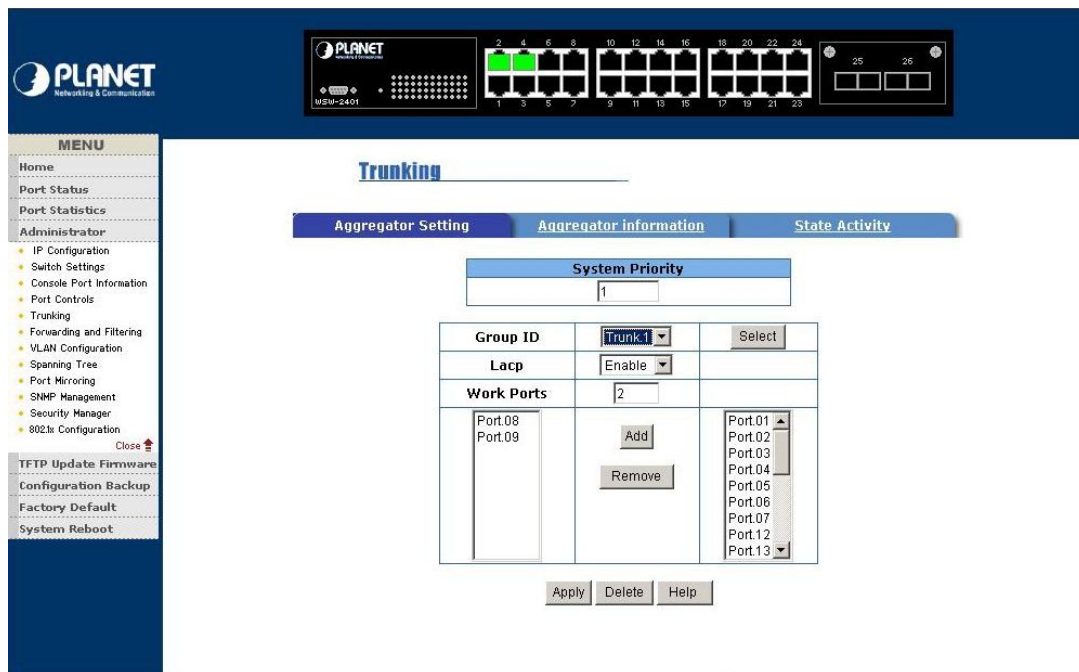 PLANET
Networking & Communication
PLANET
Networking & Communication
WSW-2401
2 4 6 8 10 12 14 16 18 20 22 24
1 3 5 7 9 11 13 15 17 19 21 23
25 26
MENU
Home
Port Status
Port Statistics
Administrator
IP Configuration
Switch Settings
Console Port Information
Port Controls
Trunking
Forwarding and Filtering
VLAN Configuration
Spanning Tree
Port Mirroring
SNMP Management
Security Manager
802.1x Configuration
Close
TFTP Update Firmware
Configuration Backup
Factory Default
System Reboot
Trunking
Aggregator Setting Aggregator information State Activity
System Priority
1
Group ID Trunk.1 Select
Lacp Enable
Work Ports 2
Port.08
Port.09
Add
Remove
Port.01
Port.02
Port.03
Port.04
Port.05
Port.06
Port.07
Port.12
Port.13
Apply Delete Help